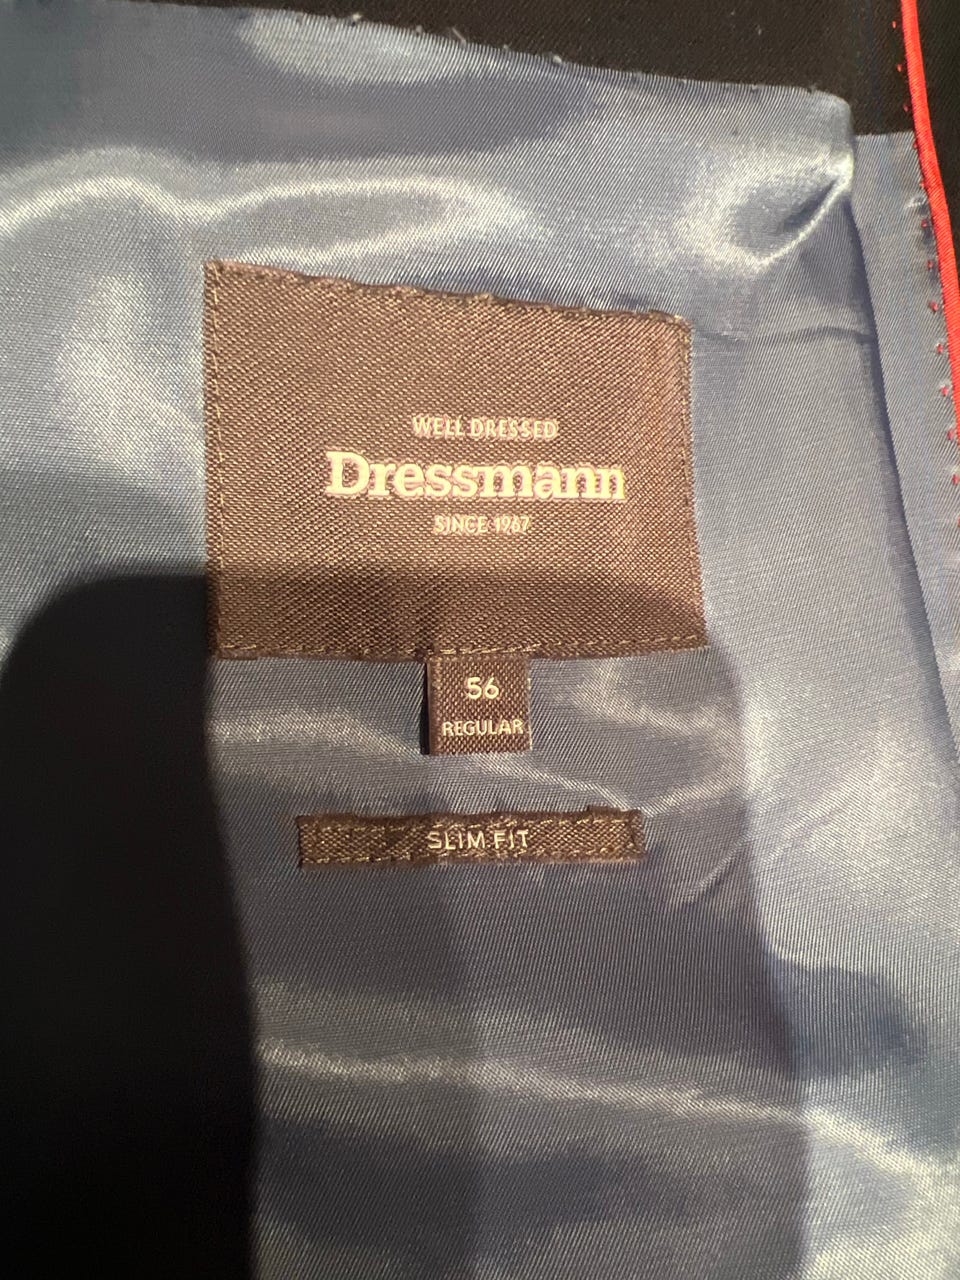 WELL DRESSED
Dressmann
SINCE 1967
56
REGULAR
SLIM FIT